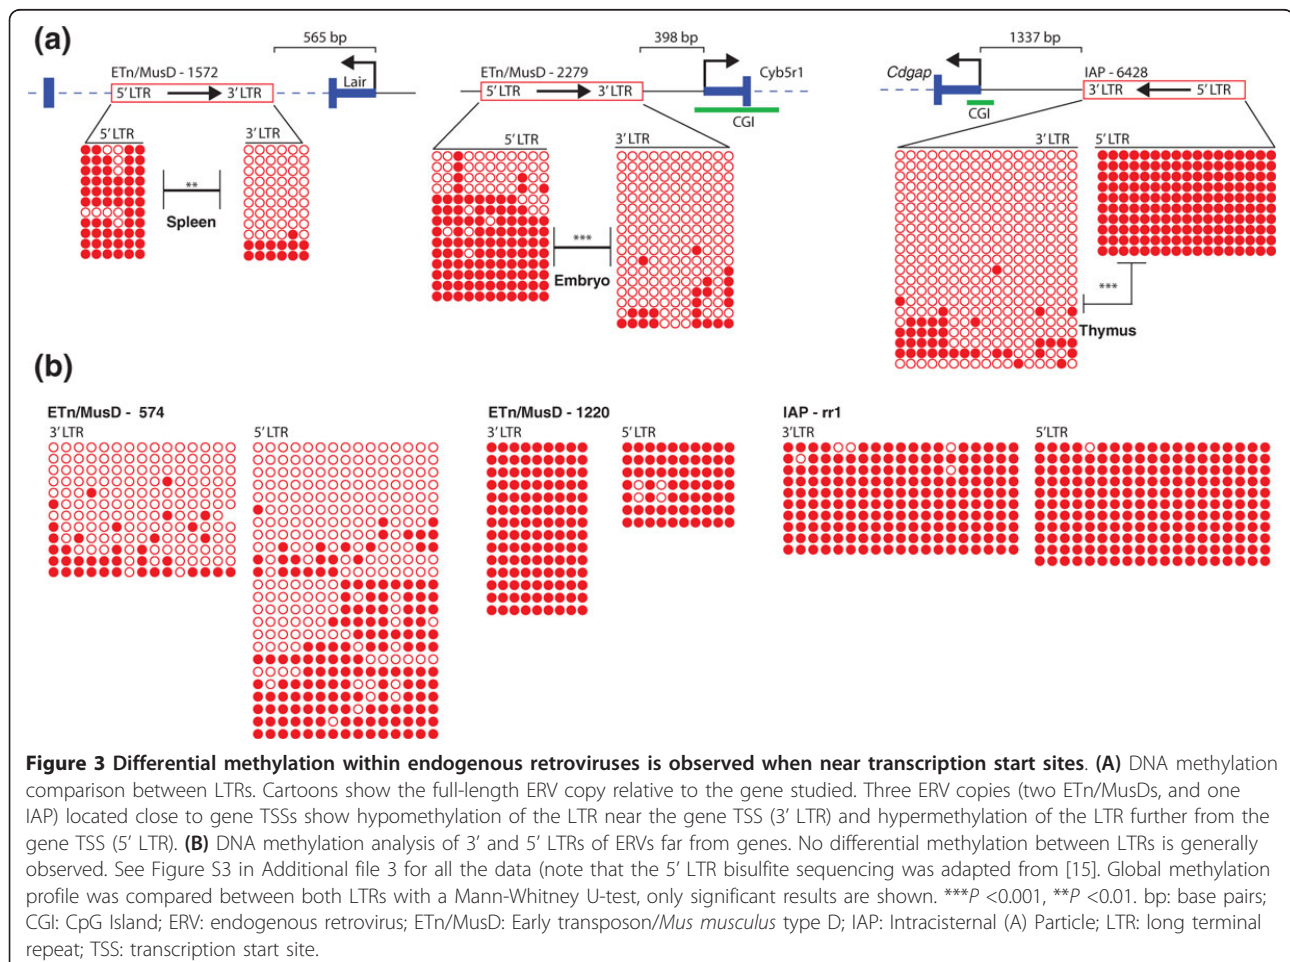 (a)
565 bp
ETn/MusD - 1572
Lair
5' LTR
3' LTR
5' LTR
3' LTR
**
Spleen
398 bp
ETn/MusD - 2279
Cyb5r1
5' LTR
3' LTR
CGI
5' LTR
3' LTR
***
Embryo
1337 bp
Cdgap
IAP - 6428
3' LTR
5' LTR
CGI
3' LTR
5' LTR
***
Thymus
(b)
ETn/MusD - 574
3' LTR
5' LTR
ETn/MusD - 1220
3' LTR
5' LTR
IAP - rr1
3'LTR
5'LTR
Figure 3 Differential methylation within endogenous retroviruses is observed when near transcription start sites. (A) DNA methylation
comparison between LTRs. Cartoons show the full-length ERV copy relative to the gene studied. Three ERV copies (two ETn/MusDs, and one
IAP) located close to gene TSSs show hypomethylation of the LTR near the gene TSS (3' LTR) and hypermethylation of the LTR further from the
gene TSS (5' LTR). (B) DNA methylation analysis of 3' and 5' LTRs of ERVs far from genes. No differential methylation between LTRs is generally
observed. See Figure S3 in Additional file 3 for all the data (note that the 5' LTR bisulfite sequencing was adapted from [15]. Global methylation
profile was compared between both LTRs with a Mann-Whitney U-test, only significant results are shown. ***P <0.001, **P <0.01. bp: base pairs;
CGI: CpG Island; ERV: endogenous retrovirus; ETn/MusD: Early transposon/Mus musculus type D; IAP: Intracisternal (A) Particle; LTR: long terminal
repeat; TSS: transcription start site.